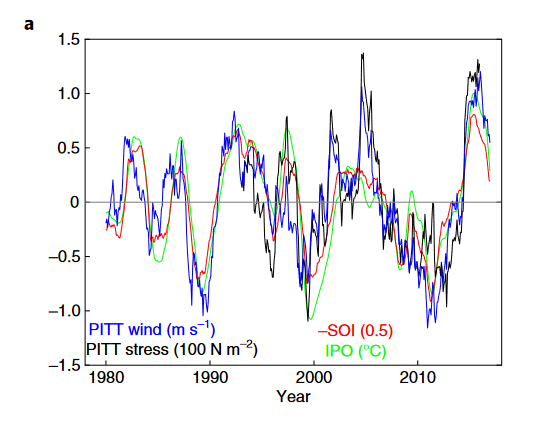 a
1.5
1.0
0.5
0
−0.5
−1.0
−1.5
PITT wind (m s⁻¹)
−SOI (0.5)
PITT stress (100 N m⁻²)
IPO (°C)
1980 1990 2000 2010
Year